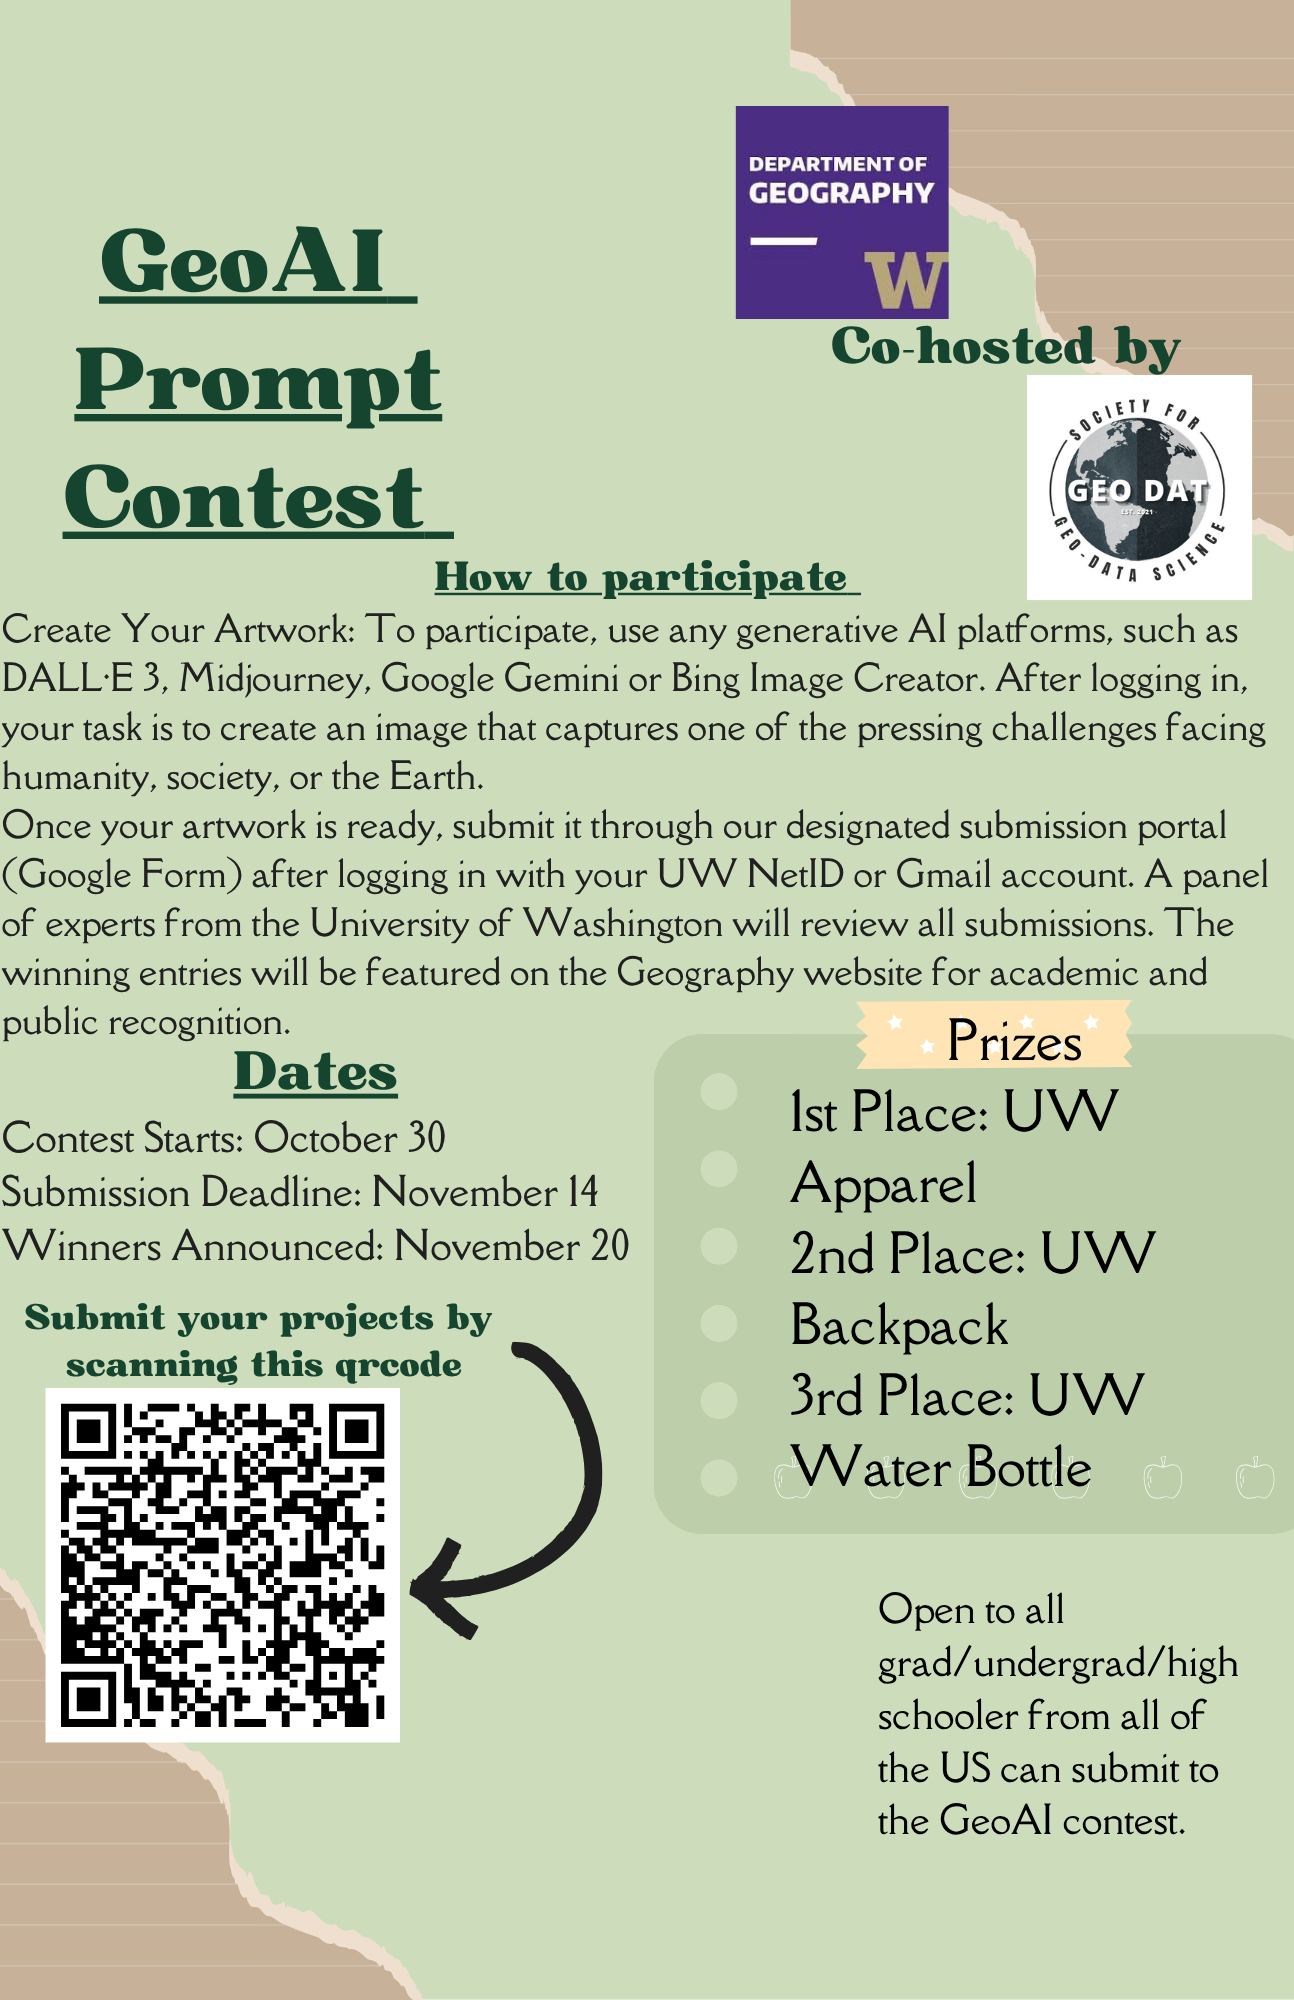 DEPARTMENT OF
GEOGRAPHY
W
GeoAI
Prompt
Contest
Co-hosted by
SOCIETY FOR
GEO DAT
EST. 2021
GEO-DATA SCIENCE
How to participate
Create Your Artwork: To participate, use any generative AI platforms, such as
DALL·E 3, Midjourney, Google Gemini or Bing Image Creator. After logging in,
your task is to create an image that captures one of the pressing challenges facing
humanity, society, or the Earth.
Once your artwork is ready, submit it through our designated submission portal
(Google Form) after logging in with your UW NetID or Gmail account. A panel
of experts from the University of Washington will review all submissions. The
winning entries will be featured on the Geography website for academic and
public recognition.
Dates
Contest Starts: October 30
Submission Deadline: November 14
Winners Announced: November 20
Submit your projects by
scanning this qrcode
Prizes
1st Place: UW
Apparel
2nd Place: UW
Backpack
3rd Place: UW
Water Bottle
Open to all
grad/undergrad/high
schooler from all of
the US can submit to
the GeoAI contest.